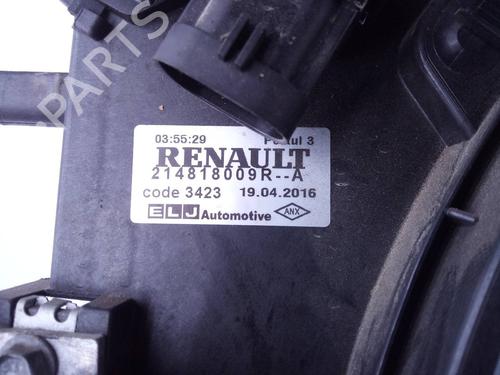 B-PARTS
03:55:29 Postul 3
RENAULT
214818009R--A
code 3423 19.04.2016
ELJ Automotive ANX